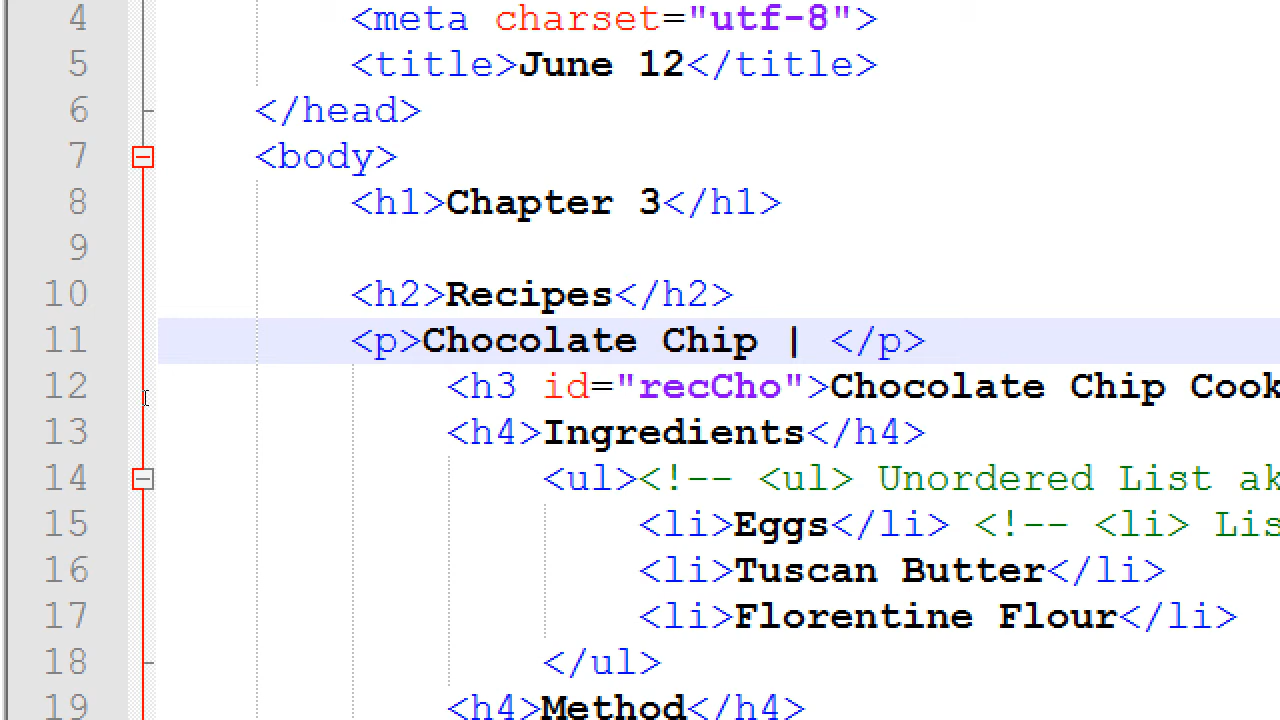 4 <meta charset="utf-8">
5 <title>June 12</title>
6 </head>
7 <body>
8 <h1>Chapter 3</h1>
9
10 <h2>Recipes</h2>
11 <p>Chocolate Chip | </p>
12 <h3 id="recCho">Chocolate Chip Cook
13 <h4>Ingredients</h4>
14 <ul><!-- <ul> Unordered List ak
15 <li>Eggs</li> <!-- <li> Lis
16 <li>Tuscan Butter</li>
17 <li>Florentine Flour</li>
18 </ul>
19 <h4>Method</h4>